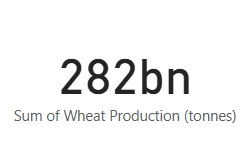 282bn
Sum of Wheat Production (tonnes)